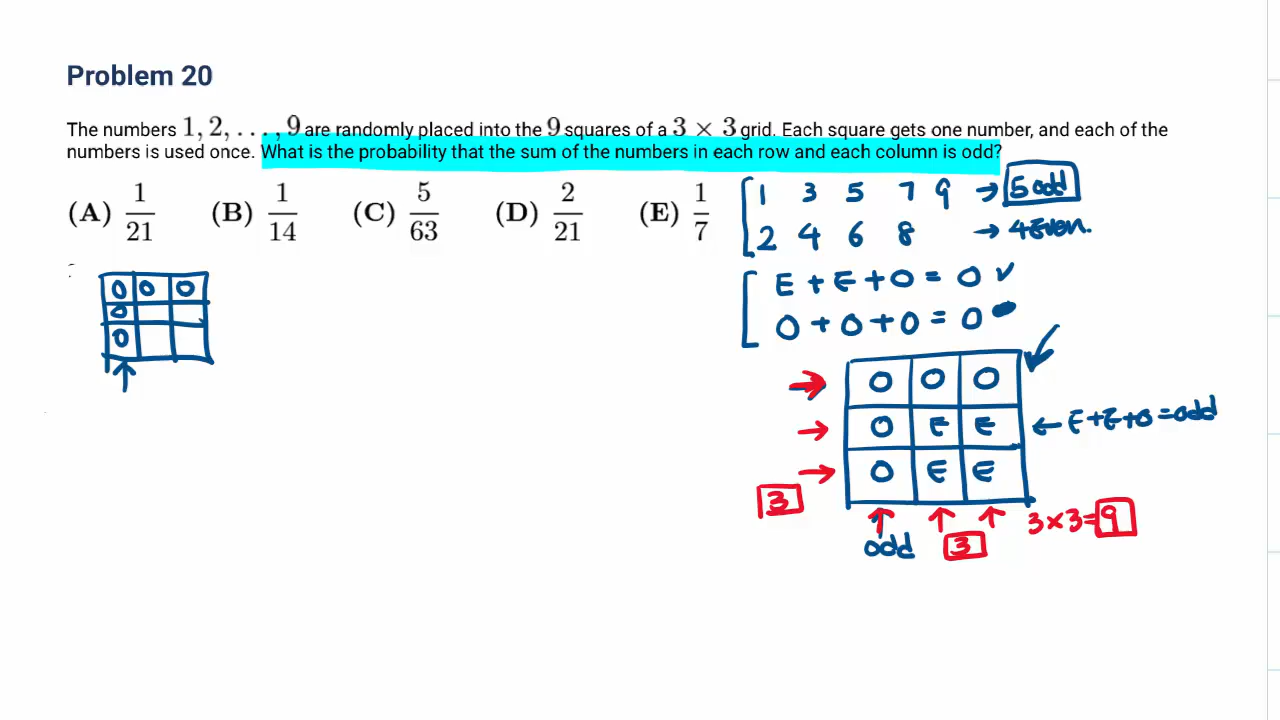 Problem 20
The numbers 1, 2, . . . , 9 are randomly placed into the 9 squares of a 3 × 3 grid. Each square gets one number, and each of the
numbers is used once. What is the probability that the sum of the numbers in each row and each column is odd?
(A) 1/21 (B) 1/14 (C) 5/63 (D) 2/21 (E) 1/7
1 3 5 7 9 → 5 odd
2 4 6 8 → 4 Even.
E + E + O = O ✓
O + O + O = O
O O O
O
O
O O O
O E E ← E+E+O=odd
O E E
3
odd 3
3×3=9